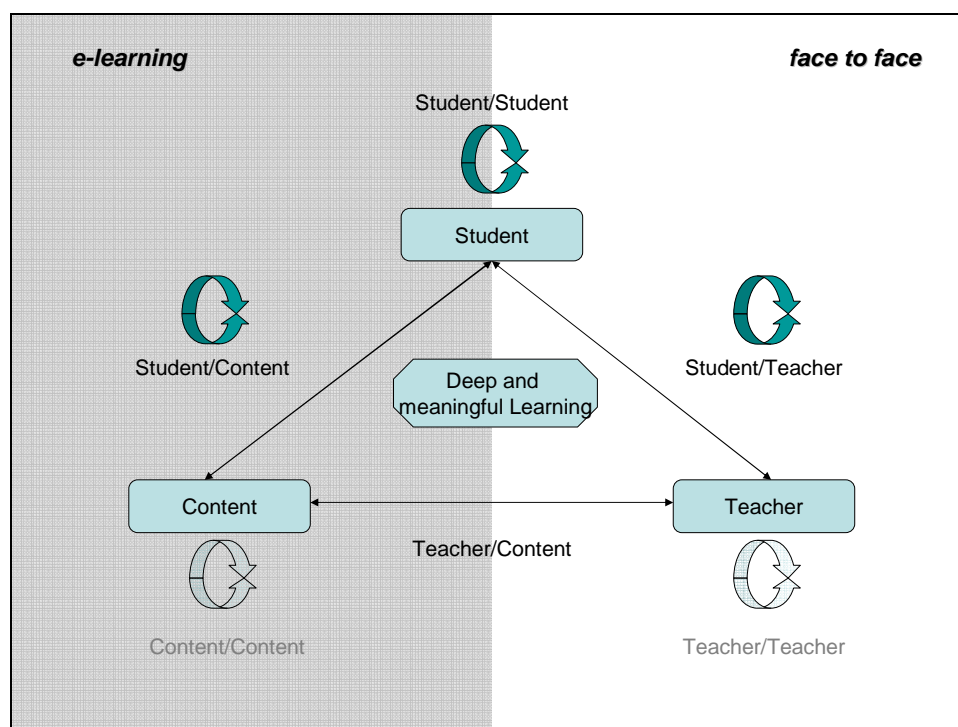 e-learning
face to face
Student/Student
Student
Student/Content
Student/Teacher
Deep and
meaningful Learning
Content
Teacher
Teacher/Content
Content/Content
Teacher/Teacher